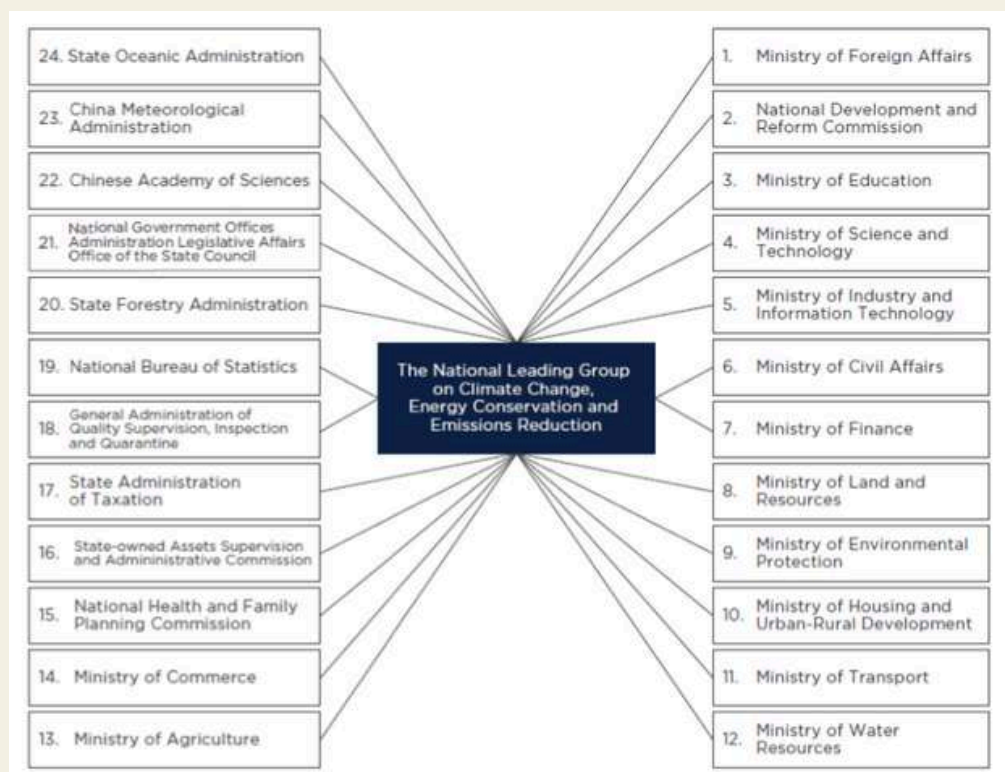 24. State Oceanic Administration
23. China Meteorological
Administration
22. Chinese Academy of Sciences
21. National Government Offices
Administration Legislative Affairs
Office of the State Council
20. State Forestry Administration
19. National Bureau of Statistics
18. General Administration of
Quality Supervision, Inspection
and Quarantine
17. State Administration
of Taxation
16. State-owned Assets Supervision
and Admininistrative Commission
15. National Health and Family
Planning Commission
14. Ministry of Commerce
13. Ministry of Agriculture
The National Leading Group
on Climate Change,
Energy Conservation and
Emissions Reduction
1. Ministry of Foreign Affairs
2. National Development and
Reform Commission
3. Ministry of Education
4. Ministry of Science and
Technology
5. Ministry of Industry and
Information Technology
6. Ministry of Civil Affairs
7. Ministry of Finance
8. Ministry of Land and
Resources
9. Ministry of Environmental
Protection
10. Ministry of Housing and
Urban-Rural Development
11. Ministry of Transport
12. Ministry of Water
Resources